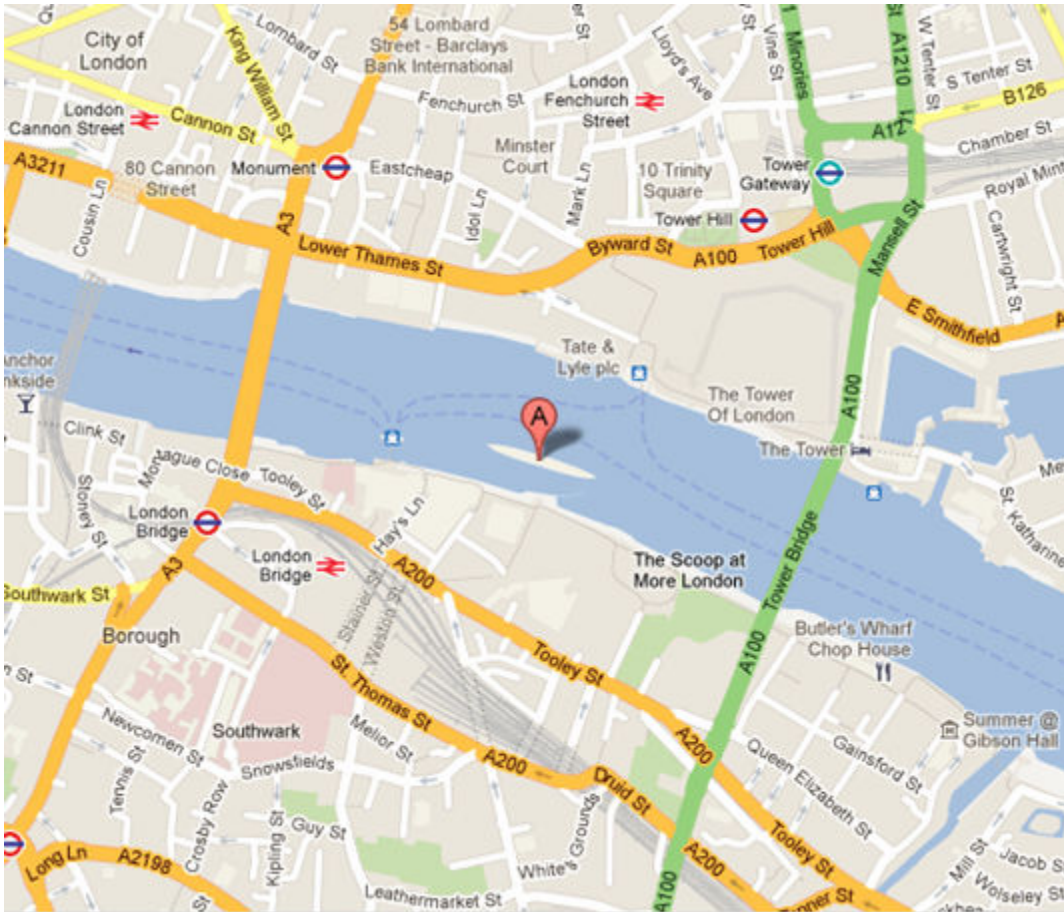 City of
London
Lombard St
King William St
54 Lombard
Street - Barclays
Bank International
Fenchurch St
Lloyd's Ave
London
Fenchurch
Street
Vine St
Minories
A1210
W Tenter St
S Tenter St
B126
Chamber St
Royal Mint
London
Cannon Street
Cannon St
A3211
80 Cannon
Street
Monument
Eastcheap
Minster
Court
Mark Ln
Idol Ln
10 Trinity
Square
Tower
Gateway
Tower Hill
Mansell St
Cartwright St
Cousin Ln
A3
Lower Thames St
Byward St
A100
Tower Hill
E Smithfield
Tate &
Lyle plc
The Tower
Of London
A100
The Tower
A
Clink St
Stoney St
Tooley St
London
Bridge
Hay's Ln
London
Bridge
A3
A200
Southwark St
Borough
Stainer St
Weston St
St. Thomas St
The Scoop at
More London
Tower Bridge
A100
St. Katharine
Butler's Wharf
Chop House
Tooley St
Summer @
Gibson Hall
Gainsford St
Queen Elizabeth St
Newcomen St
Tennis St
Southwark
Melior St
Snowsfields
A200
Druid St
A200
Crosby Row
Kipling St
Guy St
White's Grounds
Long Ln
A2198
Leathermarket St
A100
A200
Tooley St
Mill St
Jacob S
Wolseley St